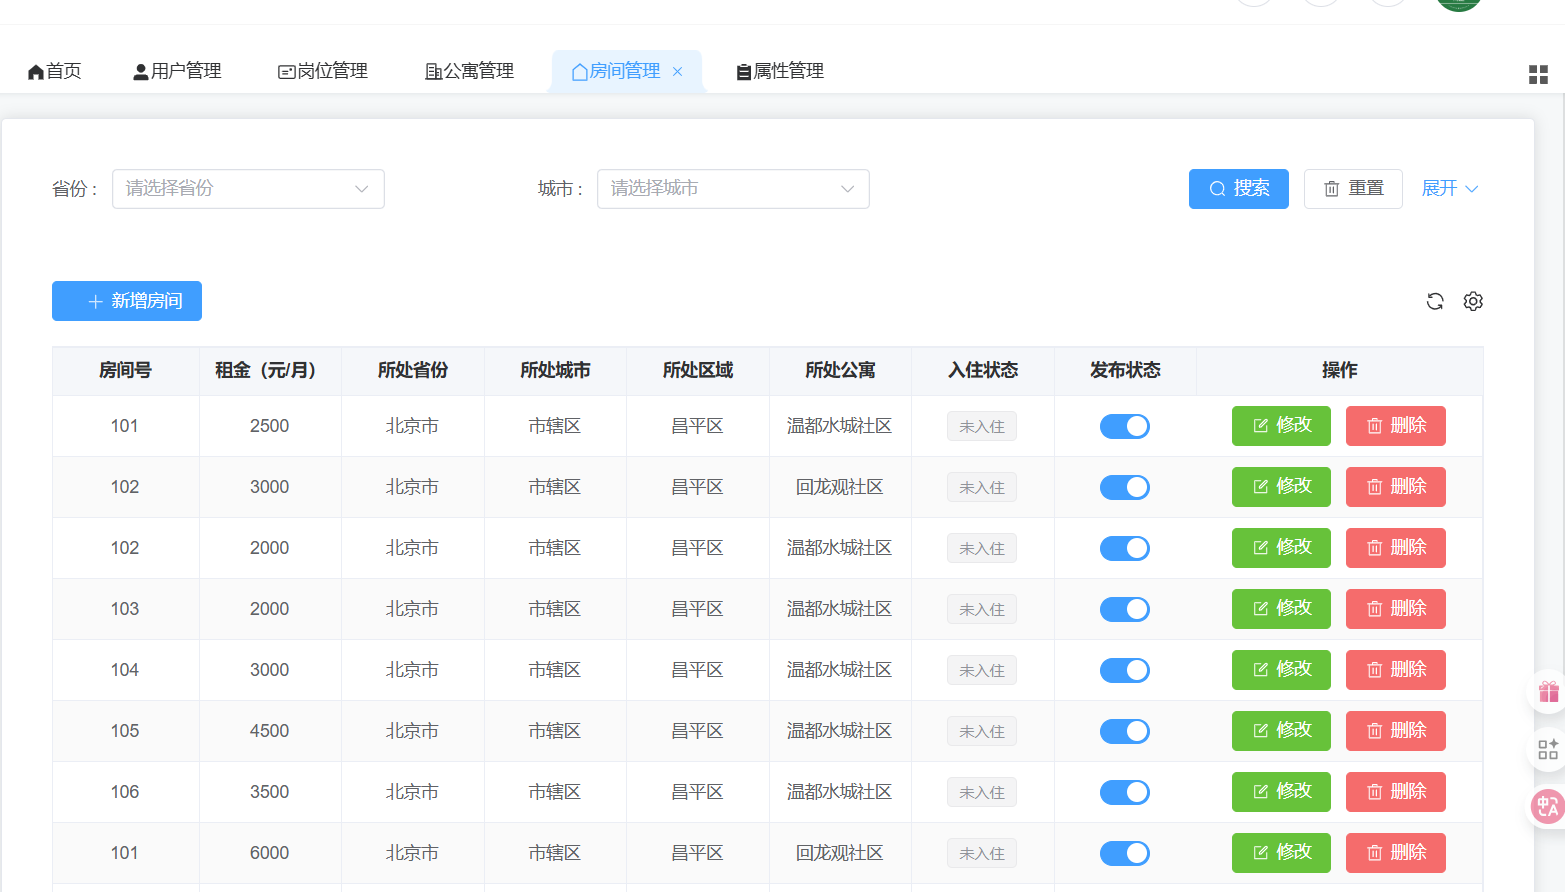 首页 用户管理 岗位管理 公寓管理 房间管理 属性管理
省份： 请选择省份 城市： 请选择城市 搜索 重置 展开
新增房间
房间号 租金（元/月） 所处省份 所处城市 所处区域 所处公寓 入住状态 发布状态 操作
101 2500 北京市 市辖区 昌平区 温都水城社区 未入住 修改 删除
102 3000 北京市 市辖区 昌平区 回龙观社区 未入住 修改 删除
102 2000 北京市 市辖区 昌平区 温都水城社区 未入住 修改 删除
103 2000 北京市 市辖区 昌平区 温都水城社区 未入住 修改 删除
104 3000 北京市 市辖区 昌平区 温都水城社区 未入住 修改 删除
105 4500 北京市 市辖区 昌平区 温都水城社区 未入住 修改 删除
106 3500 北京市 市辖区 昌平区 温都水城社区 未入住 修改 删除
中A
101 6000 北京市 市辖区 昌平区 回龙观社区 未入住 修改 删除